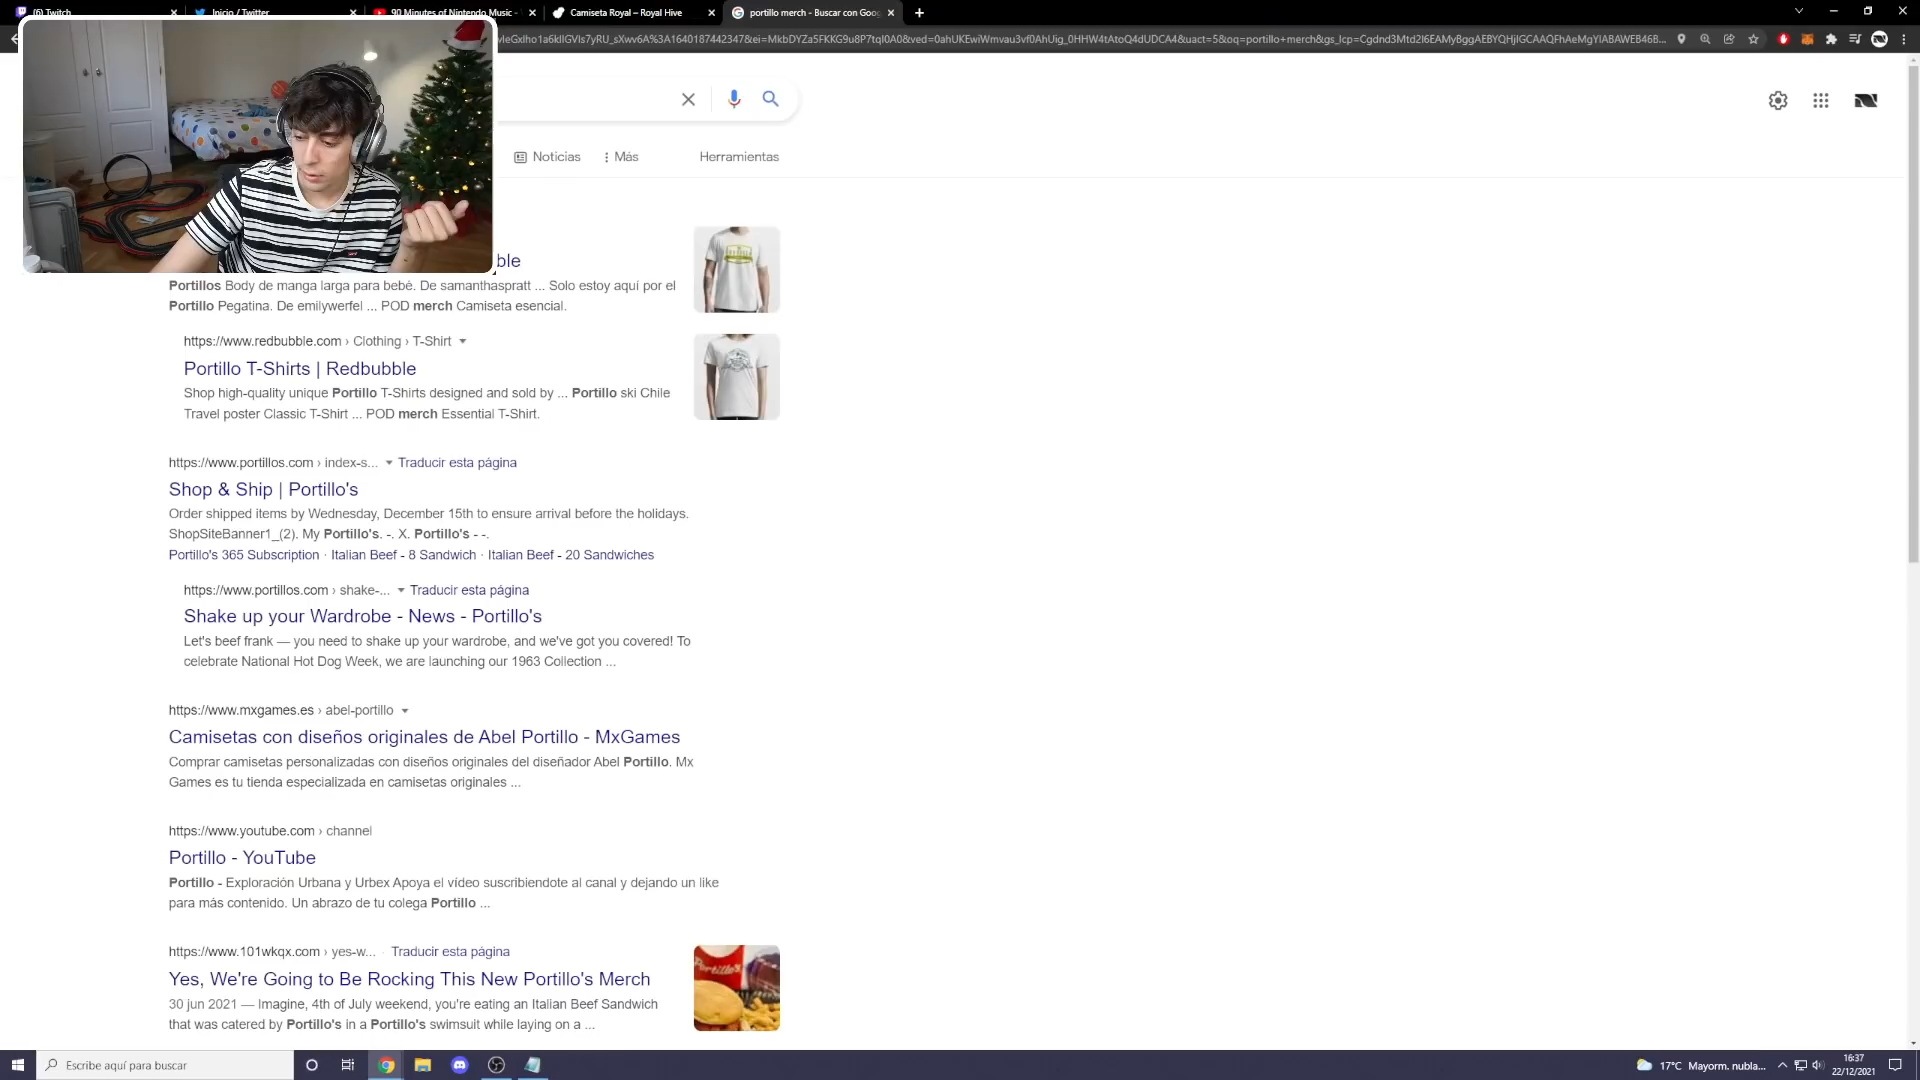 (6) Twitch
Inicio / Twitter
90 Minutes of Nintendo Music -
Camiseta Royal – Royal Hive
portillo merch - Buscar con Goo
Noticias
Más
Herramientas
ble
Portillos Body de manga larga para bebé. De samanthaspratt ... Solo estoy aquí por el
Portillo Pegatina. De emilywerfel ... POD merch Camiseta esencial.
https://www.redbubble.com › Clothing › T-Shirt
Portillo T-Shirts | Redbubble
Shop high-quality unique Portillo T-Shirts designed and sold by ... Portillo ski Chile
Travel poster Classic T-Shirt ... POD merch Essential T-Shirt.
https://www.portillos.com › index-s... Traducir esta página
Shop & Ship | Portillo's
Order shipped items by Wednesday, December 15th to ensure arrival before the holidays.
ShopSiteBanner1_(2). My Portillo's. -. X. Portillo's - -.
Portillo's 365 Subscription · Italian Beef - 8 Sandwich · Italian Beef - 20 Sandwiches
https://www.portillos.com › shake-... Traducir esta página
Shake up your Wardrobe - News - Portillo's
Let's beef frank — you need to shake up your wardrobe, and we've got you covered! To
celebrate National Hot Dog Week, we are launching our 1963 Collection ...
https://www.mxgames.es › abel-portillo
Camisetas con diseños originales de Abel Portillo - MxGames
Comprar camisetas personalizadas con diseños originales del diseñador Abel Portillo. Mx
Games es tu tienda especializada en camisetas originales ...
https://www.youtube.com › channel
Portillo - YouTube
Portillo - Exploración Urbana y Urbex Apoya el vídeo suscribiendote al canal y dejando un like
para más contenido. Un abrazo de tu colega Portillo ...
https://www.101wkqx.com › yes-w... · Traducir esta página
Yes, We're Going to Be Rocking This New Portillo's Merch
30 jun 2021 — Imagine, 4th of July weekend, you're eating an Italian Beef Sandwich
that was catered by Portillo's in a Portillo's swimsuit while laying on a ...
Escribe aquí para buscar
17°C Mayorm. nubla...
16:37
22/12/2021